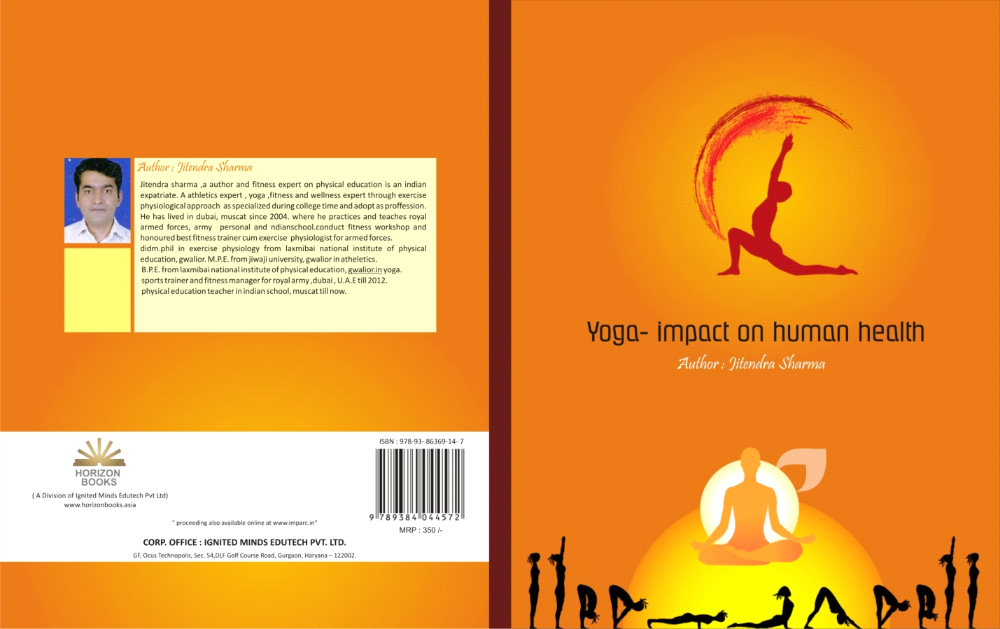 Author : Jitendra Sharma
Jitendra sharma ,a author and fitness expert on physical education is an indian
expatriate. A athletics expert , yoga ,fitness and wellness expert through exercise
physiological approach as specialized during college time and adopt as proffession.
He has lived in dubai, muscat since 2004. where he practices and teaches royal
armed forces, army personal and ndianschool.conduct fitness workshop and
honoured best fitness trainer cum exercise physiologist for armed forces.
didm.phil in exercise physiology from laxmibai national institute of physical
education, gwalior. M.P.E. from jiwaji university, gwalior in atheletics.
B.P.E. from laxmibai national institute of physical education, gwalior.in yoga.
sports trainer and fitness manager for royal army ,dubai , U.A.E till 2012.
physical education teacher in indian school, muscat till now.
HORIZON
BOOKS
( A Division of Ignited Minds Edutech Pvt Ltd)
www.horizonbooks.asia
ISBN : 978-93- 86369-14- 7
9 789384 044572
MRP : 350 /-
" proceeding also available online at www.imparc.in"
CORP. OFFICE : IGNITED MINDS EDUTECH PVT. LTD.
GF, Ocus Technopolis, Sec. 54,DLF Golf Course Road, Gurgaon, Haryana – 122002.
Yoga- impact on human health
Author : Jitendra Sharma